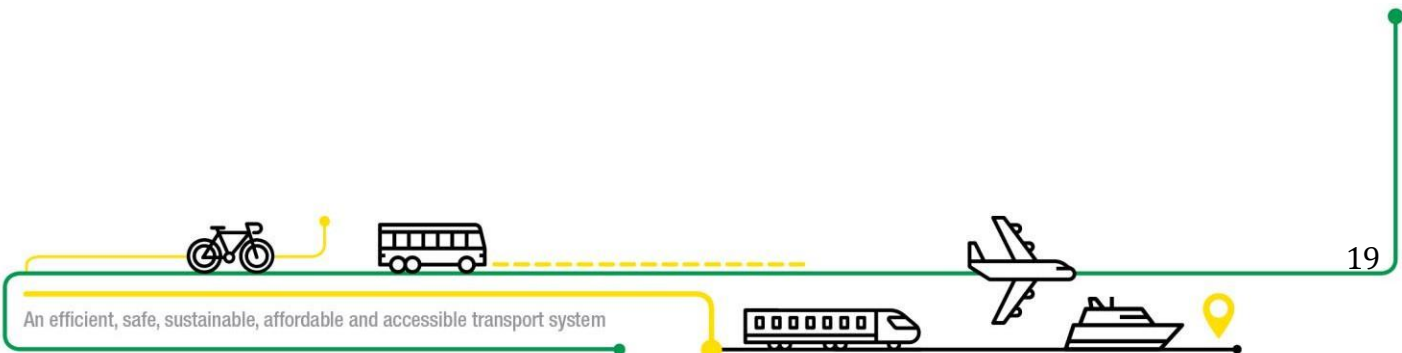 19
An efficient, safe, sustainable, affordable and accessible transport system